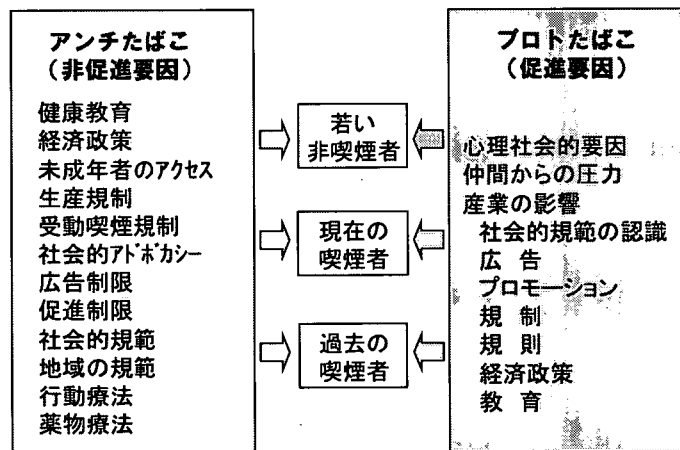 アンチたばこ
(非促進要因)
健康教育
経済政策
未成年者のアクセス
生産規制
受動喫煙規制
社会的アドボカシー
広告制限
促進制限
社会的規範
地域の規範
行動療法
薬物療法
若い
非喫煙者
現在の
喫煙者
過去の
喫煙者
プロトたばこ
(促進要因)
心理社会的要因
仲間からの圧力
産業の影響
社会的規範の認識
広 告
プロモーション
規 制
規 則
経済政策
教 育